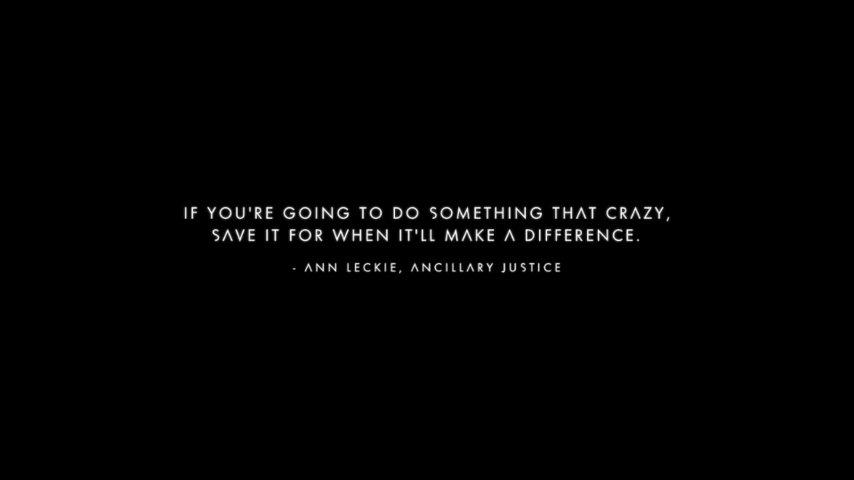 IF YOU'RE GOING TO DO SOMETHING THAT CRAZY,
SAVE IT FOR WHEN IT'LL MAKE A DIFFERENCE.
- ANN LECKIE, ANCILLARY JUSTICE